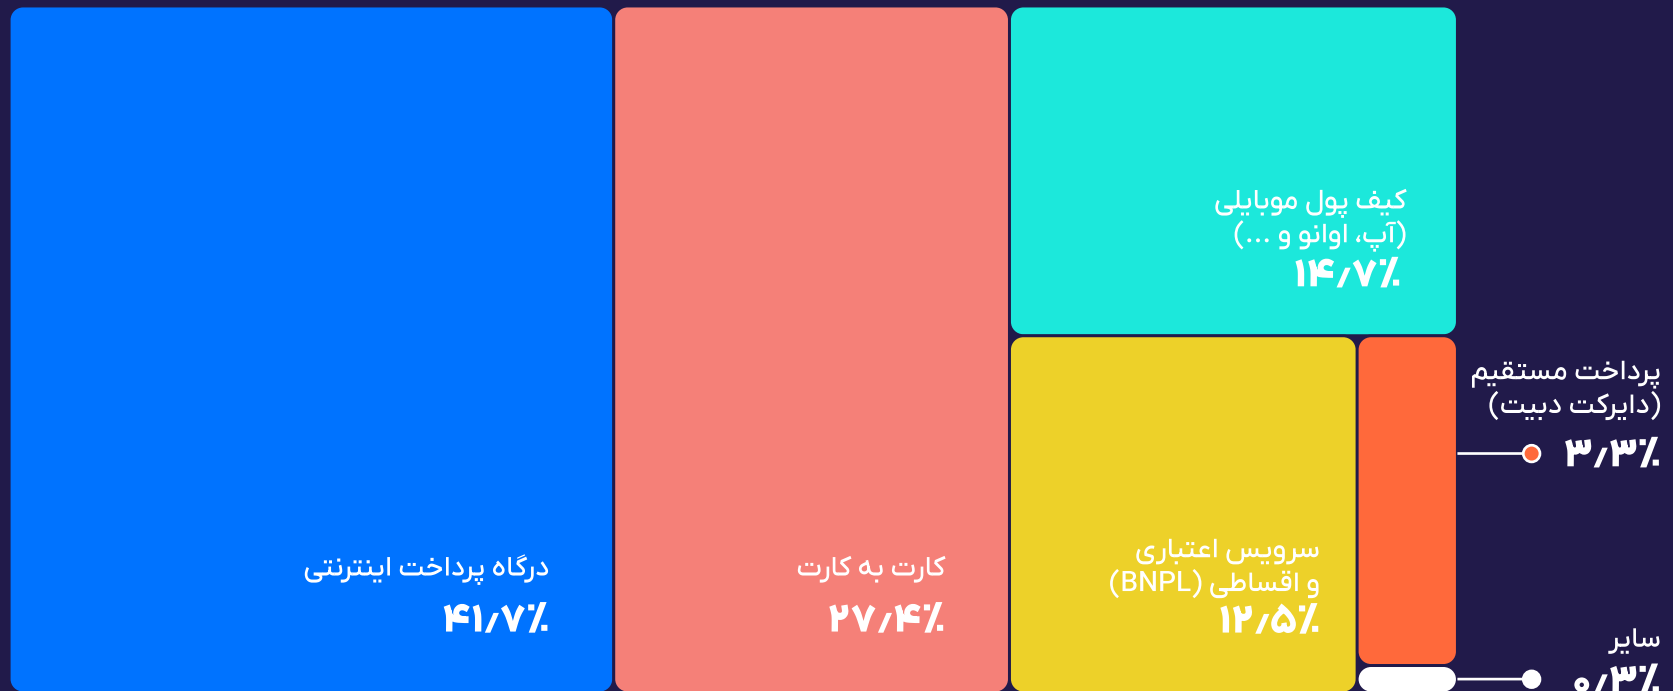 درگاه پرداخت اینترنتی
۴۱٫۷٪
کارت به کارت
۲۷٫۴٪
کیف پول موبایلی
(آپ، اوانو و ...)
۱۴٫۷٪
سرویس اعتباری
و اقساطی (BNPL)
۱۲٫۵٪
پرداخت مستقیم
(دایرکت دبیت)
۳٫۳٪
سایر
۰٫۳٪